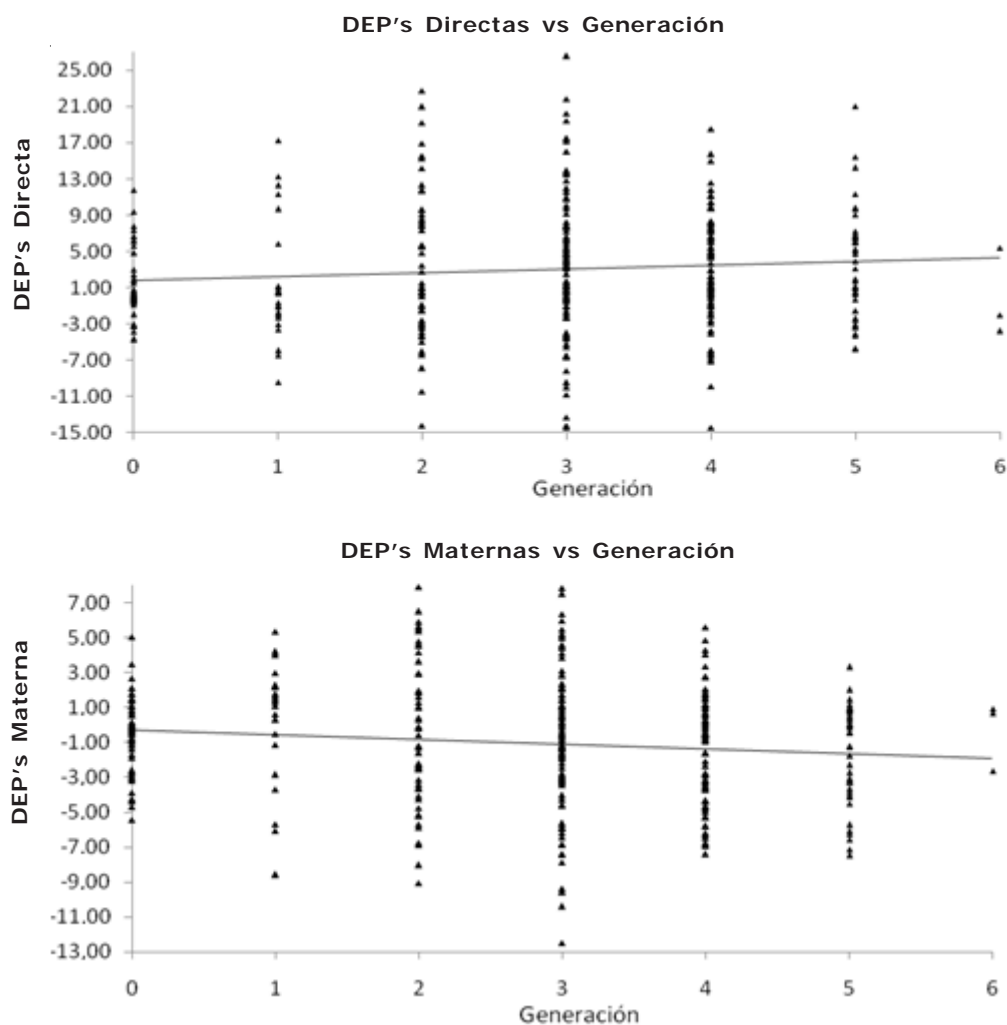 DEP's Directas vs Generación
DEP's Directa
25.00
21.00
17.00
13.00
9.00
5.00
1.00
-3.00
-7.00
-11.00
-15.00
0 1 2 3 4 5 6
Generación
DEP's Maternas vs Generación
DEP's Materna
7.00
5.00
3.00
1.00
-1.00
-3.00
-5.00
-7.00
-9.00
-11.00
-13.00
0 1 2 3 4 5 6
Generación